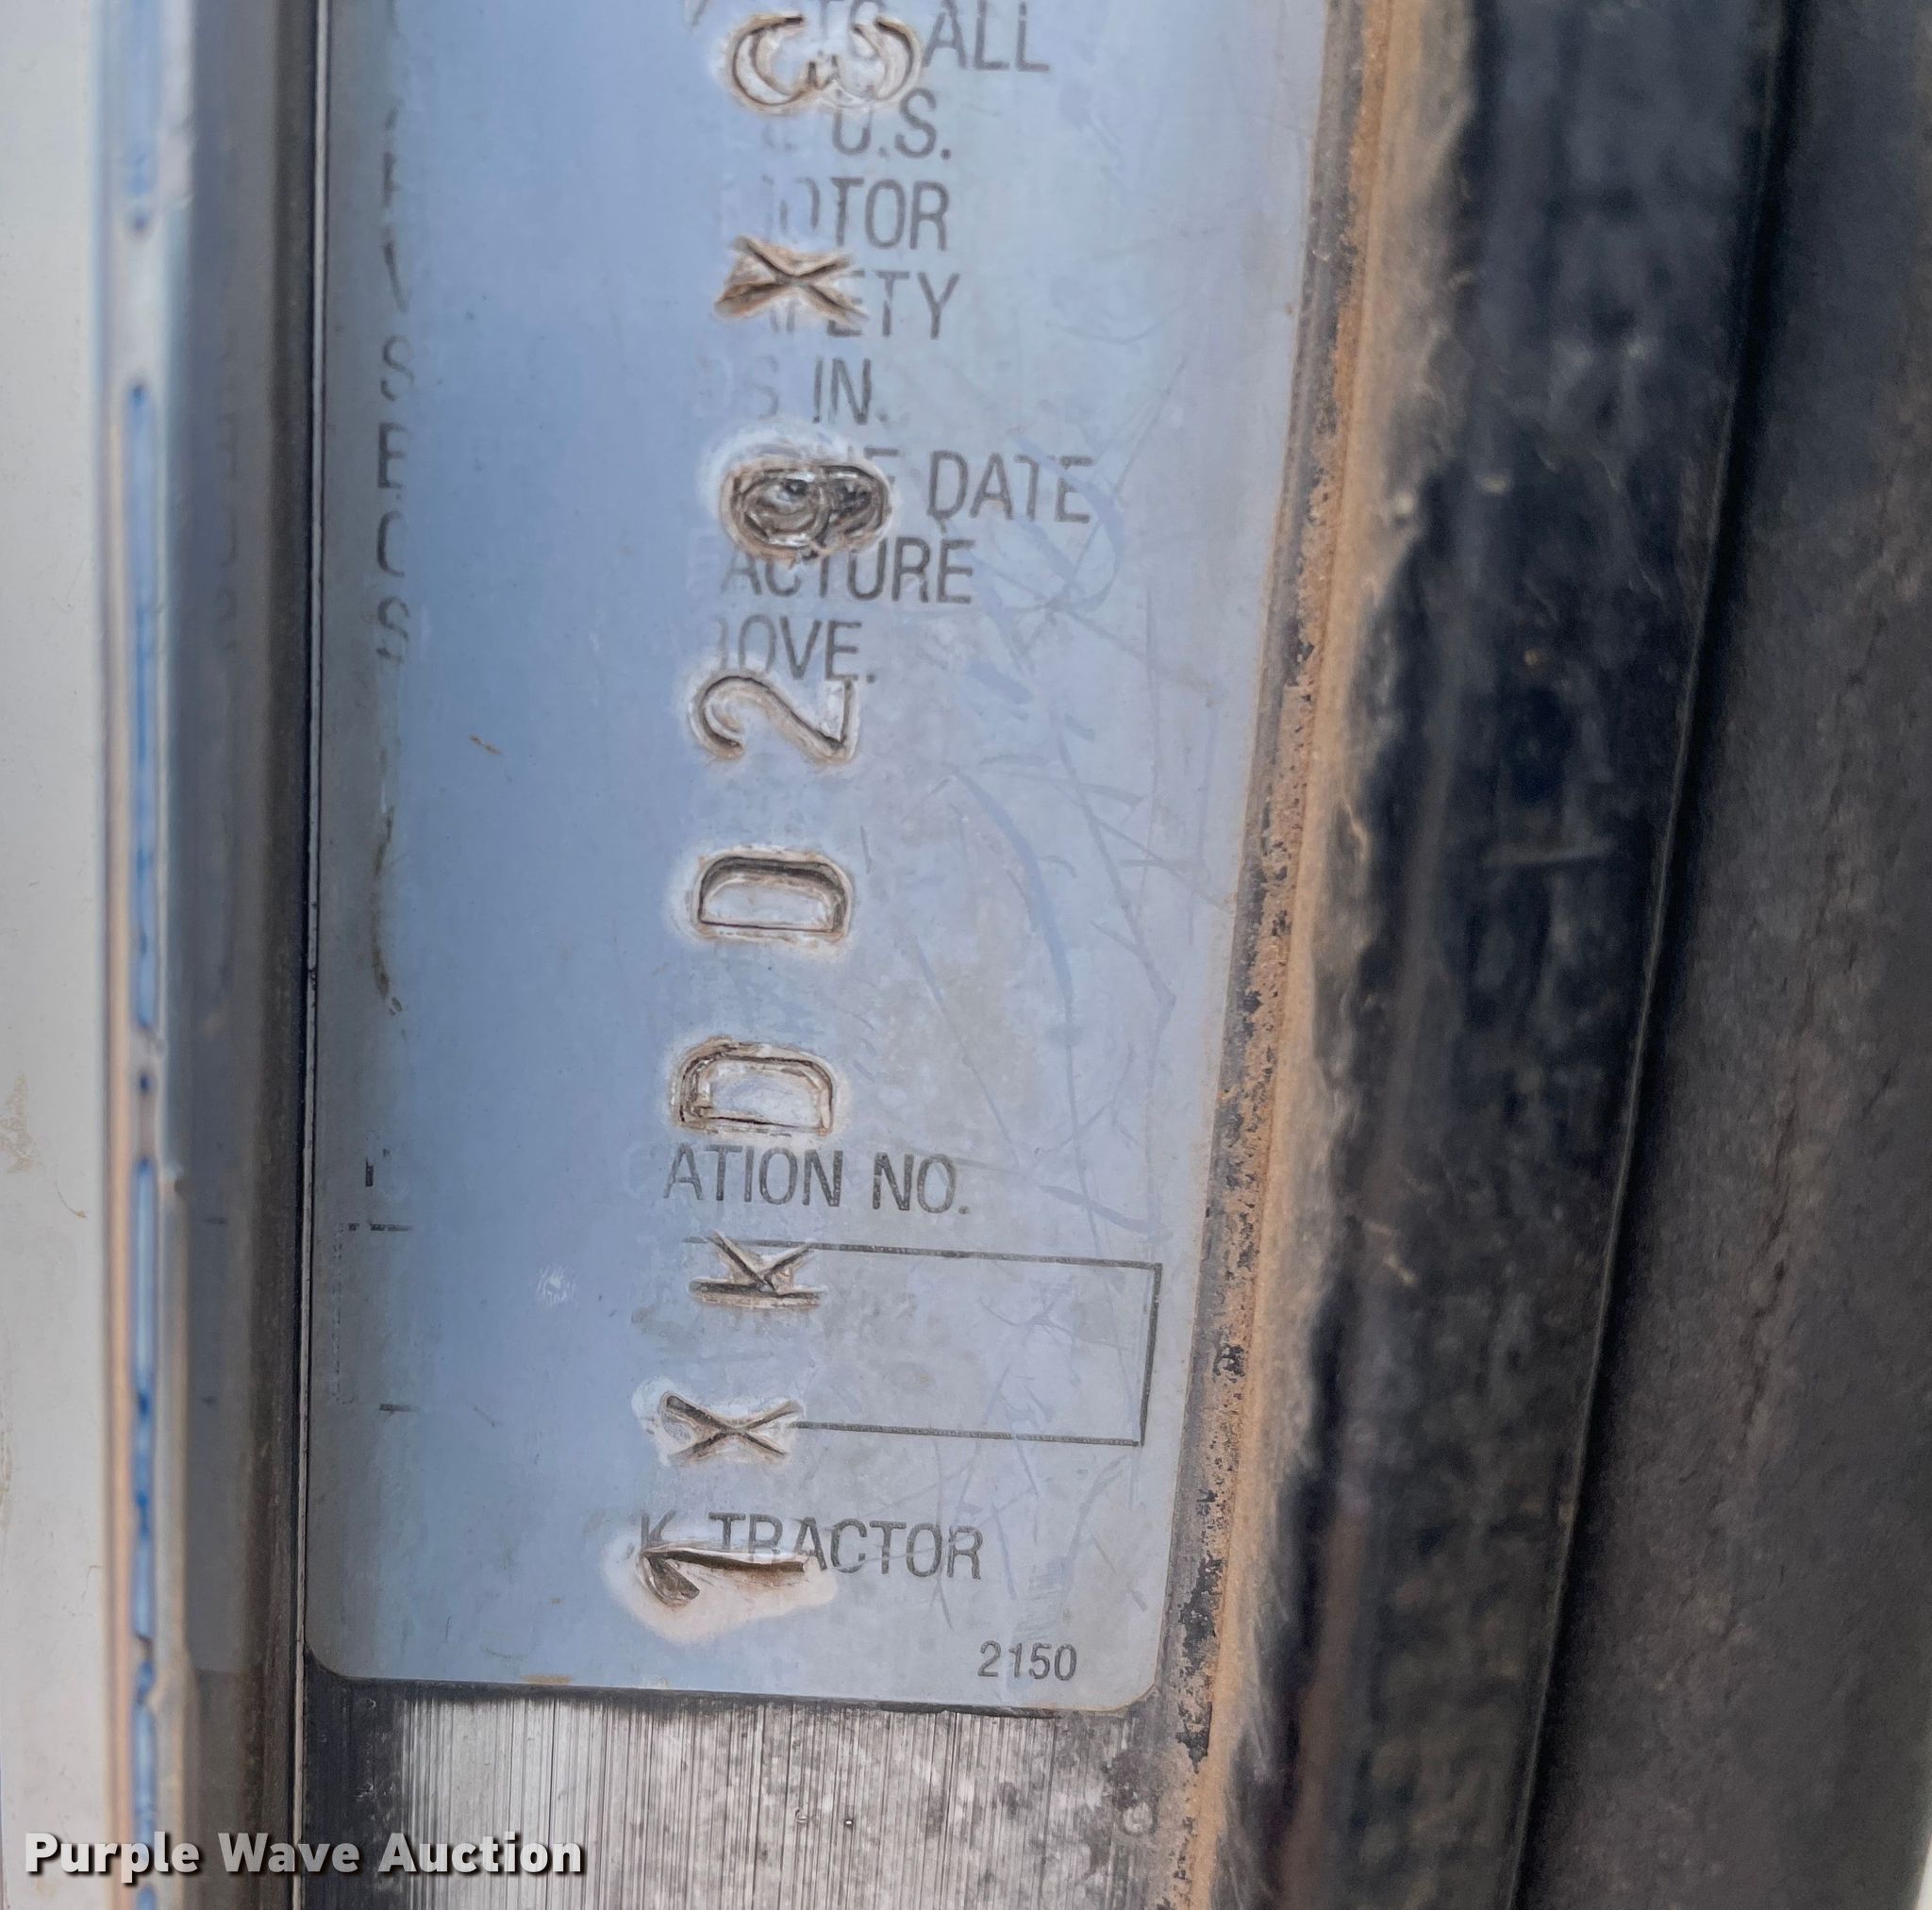 ALL
U.S.
OTOR
ETY
IN.
DATE
ACTURE
OVE.
ATION NO.
TRACTOR
2150
1XKDD29X3
Purple Wave Auction